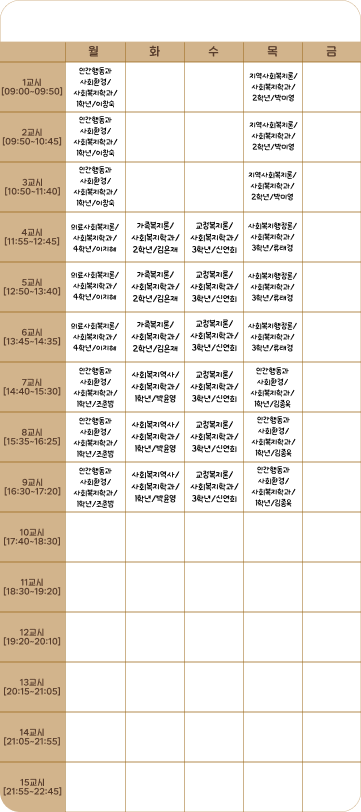 월 화 수 목 금
1교시
[09:00~09:50]
인간행동과
사회환경/
사회복지학과/
1학년/이창욱
지역사회복지론/
사회복지학과/
2학년/박미영
2교시
[09:50~10:45]
인간행동과
사회환경/
사회복지학과/
1학년/이창욱
지역사회복지론/
사회복지학과/
2학년/박미영
3교시
[10:50~11:40]
인간행동과
사회환경/
사회복지학과/
1학년/이창욱
지역사회복지론/
사회복지학과/
2학년/박미영
4교시
[11:55~12:45]
의료사회복지론/
사회복지학과/
4학년/이지혜
가족복지론/
사회복지학과/
2학년/김은재
교정복지론/
사회복지학과/
3학년/신연희
사회복지행정론/
사회복지학과/
3학년/류태경
5교시
[12:50~13:40]
의료사회복지론/
사회복지학과/
4학년/이지혜
가족복지론/
사회복지학과/
2학년/김은재
교정복지론/
사회복지학과/
3학년/신연희
사회복지행정론/
사회복지학과/
3학년/류태경
6교시
[13:45~14:35]
의료사회복지론/
사회복지학과/
4학년/이지혜
가족복지론/
사회복지학과/
2학년/김은재
교정복지론/
사회복지학과/
3학년/신연희
사회복지행정론/
사회복지학과/
3학년/류태경
7교시
[14:40~15:30]
인간행동과
사회환경/
사회복지학과/
1학년/조준범
사회복지역사/
사회복지학과/
1학년/박윤영
교정복지론/
사회복지학과/
3학년/신연희
인간행동과
사회환경/
사회복지학과/
1학년/김종욱
8교시
[15:35~16:25]
인간행동과
사회환경/
사회복지학과/
1학년/조준범
사회복지역사/
사회복지학과/
1학년/박윤영
교정복지론/
사회복지학과/
3학년/신연희
인간행동과
사회환경/
사회복지학과/
1학년/김종욱
9교시
[16:30~17:20]
인간행동과
사회환경/
사회복지학과/
1학년/조준범
사회복지역사/
사회복지학과/
1학년/박윤영
교정복지론/
사회복지학과/
3학년/신연희
인간행동과
사회환경/
사회복지학과/
1학년/김종욱
10교시
[17:40~18:30]
11교시
[18:30~19:20]
12교시
[19:20~20:10]
13교시
[20:15~21:05]
14교시
[21:05~21:55]
15교시
[21:55~22:45]